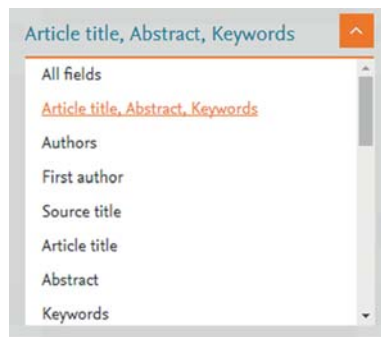 Article title, Abstract, Keywords
All fields
Article title, Abstract, Keywords
Authors
First author
Source title
Article title
Abstract
Keywords